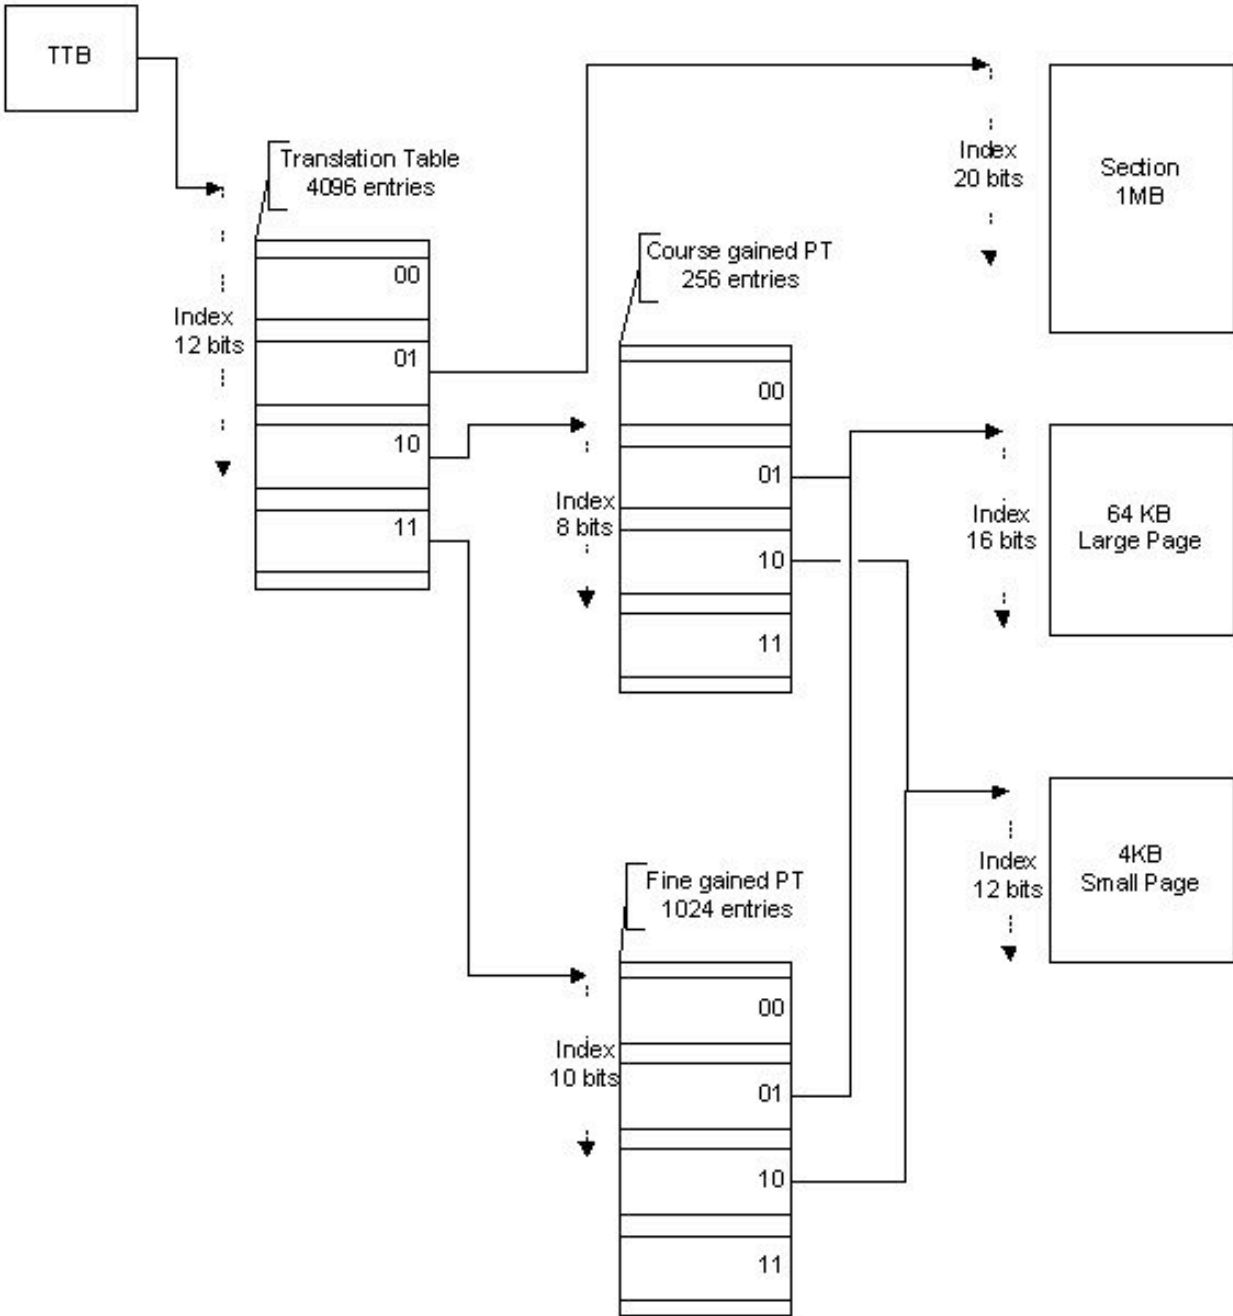 TTB
Translation Table
4096 entries
Index
12 bits
00
01
10
11
Course gained PT
256 entries
Index
8 bits
00
01
10
11
Fine gained PT
1024 entries
Index
10 bits
00
01
10
11
Index
20 bits
Section
1MB
Index
16 bits
64 KB
Large Page
Index
12 bits
4KB
Small Page